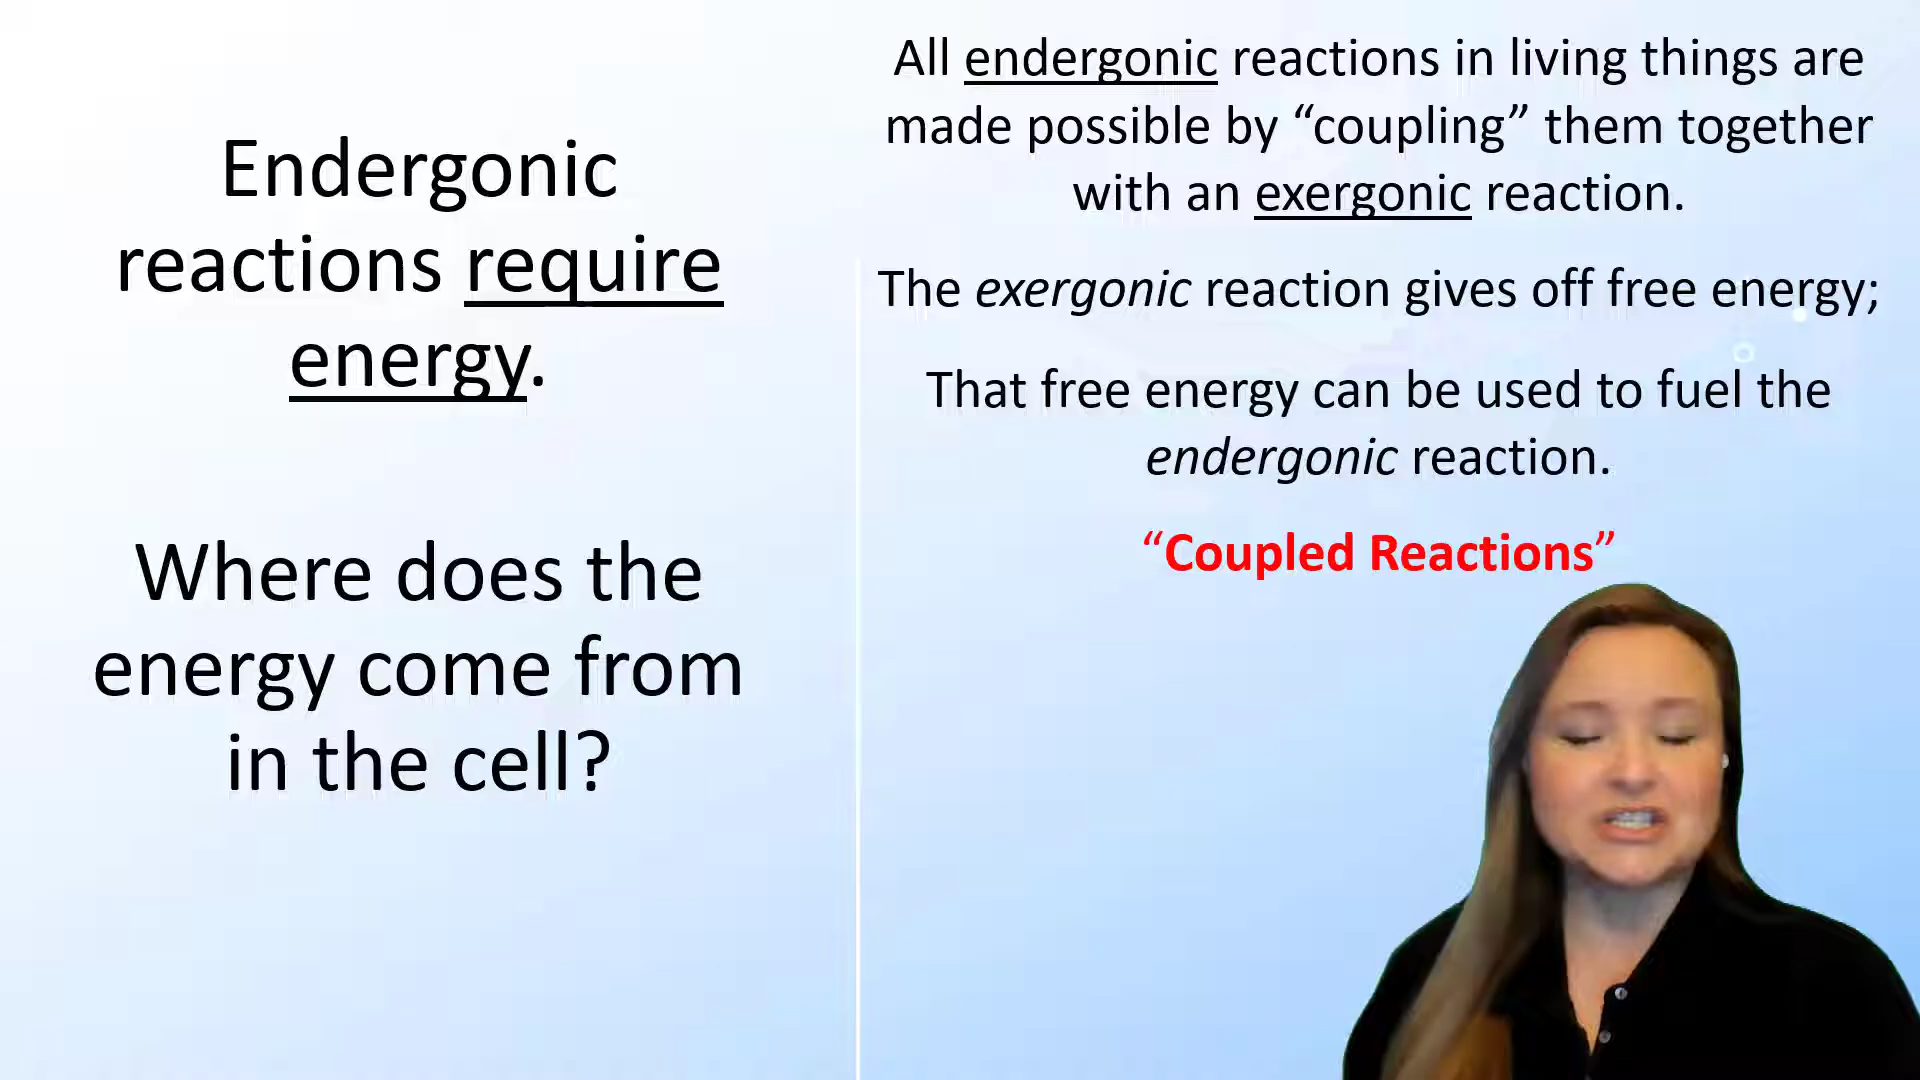 Endergonic
reactions require
energy.
Where does the
energy come from
in the cell?
All endergonic reactions in living things are
made possible by “coupling” them together
with an exergonic reaction.
The exergonic reaction gives off free energy;
That free energy can be used to fuel the
endergonic reaction.
“Coupled Reactions”